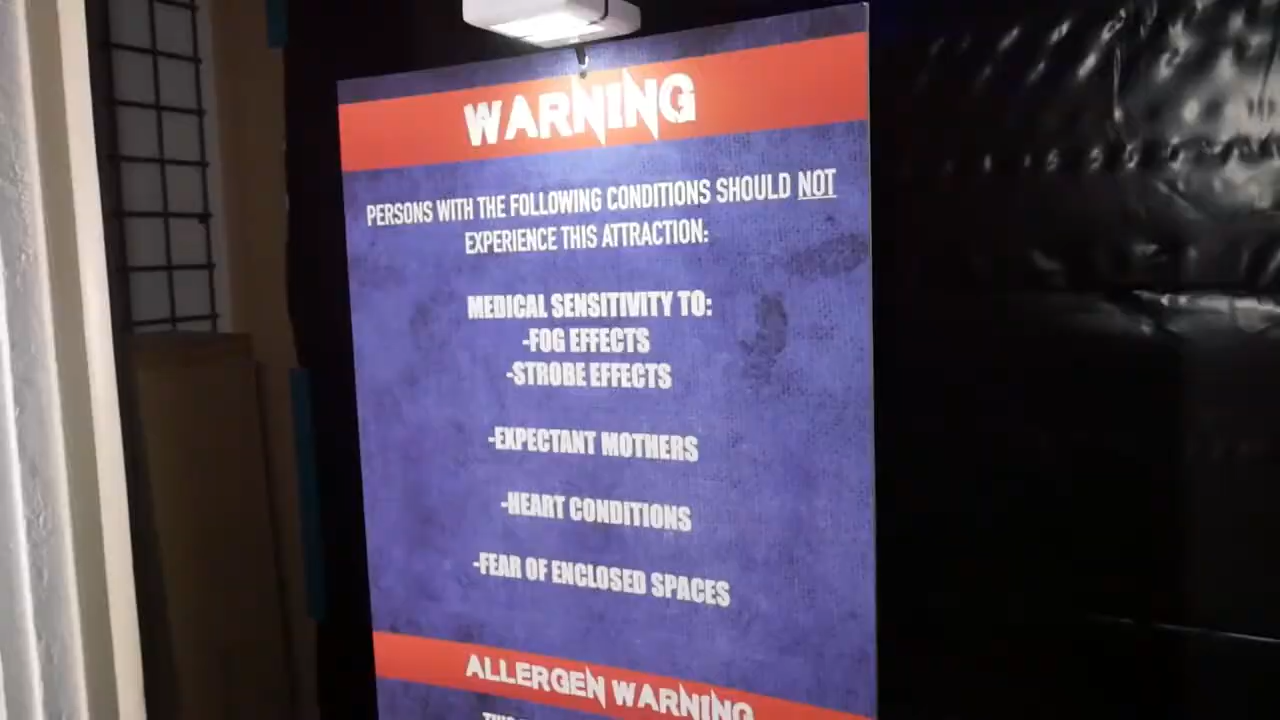 WARNING
PERSONS WITH THE FOLLOWING CONDITIONS SHOULD NOT
EXPERIENCE THIS ATTRACTION:
MEDICAL SENSITIVITY TO:
-FOG EFFECTS
-STROBE EFFECTS
-EXPECTANT MOTHERS
-HEART CONDITIONS
-FEAR OF ENCLOSED SPACES
ALLERGEN WARNING